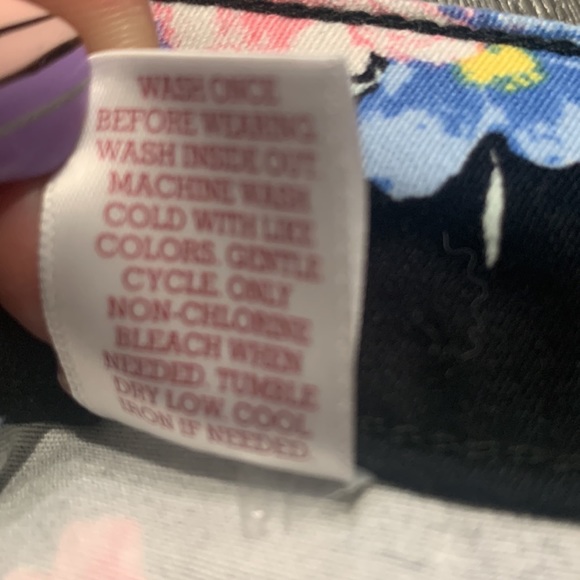 WASH ONCE
BEFORE WEARING.
WASH INSIDE OUT
MACHINE WASH
COLD WITH LIKE
COLORS. GENTLE
CYCLE. ONLY
NON-CHLORINE
BLEACH WHEN
NEEDED. TUMBLE
DRY LOW. COOL
IRON IF NEEDED.